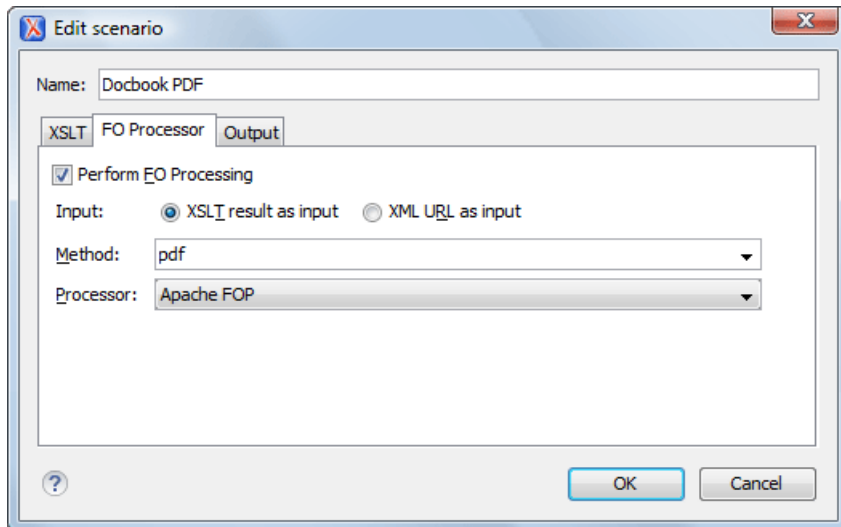 Edit scenario
Name: Docbook PDF
XSLT FO Processor Output
Perform FO Processing
Input: XSLT result as input XML URL as input
Method: pdf
Processor: Apache FOP
? OK Cancel